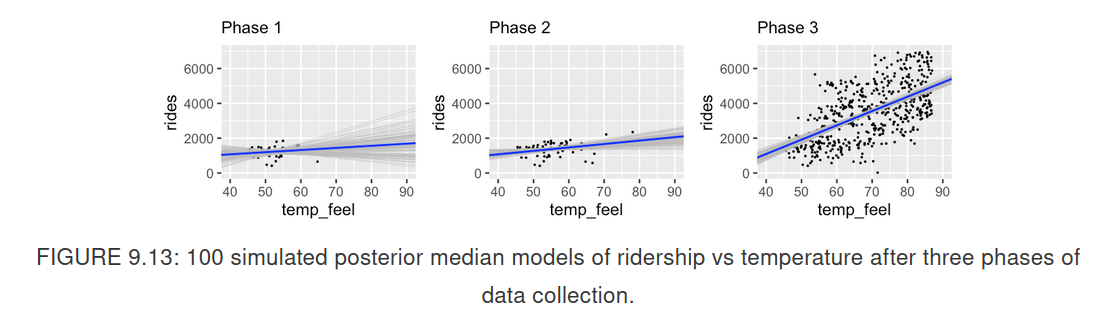 Phase 1
Phase 2
Phase 3
rides
6000
4000
2000
0
40 50 60 70 80 90
temp_feel
rides
6000
4000
2000
0
40 50 60 70 80 90
temp_feel
rides
6000
4000
2000
0
40 50 60 70 80 90
temp_feel
FIGURE 9.13: 100 simulated posterior median models of ridership vs temperature after three phases of
data collection.